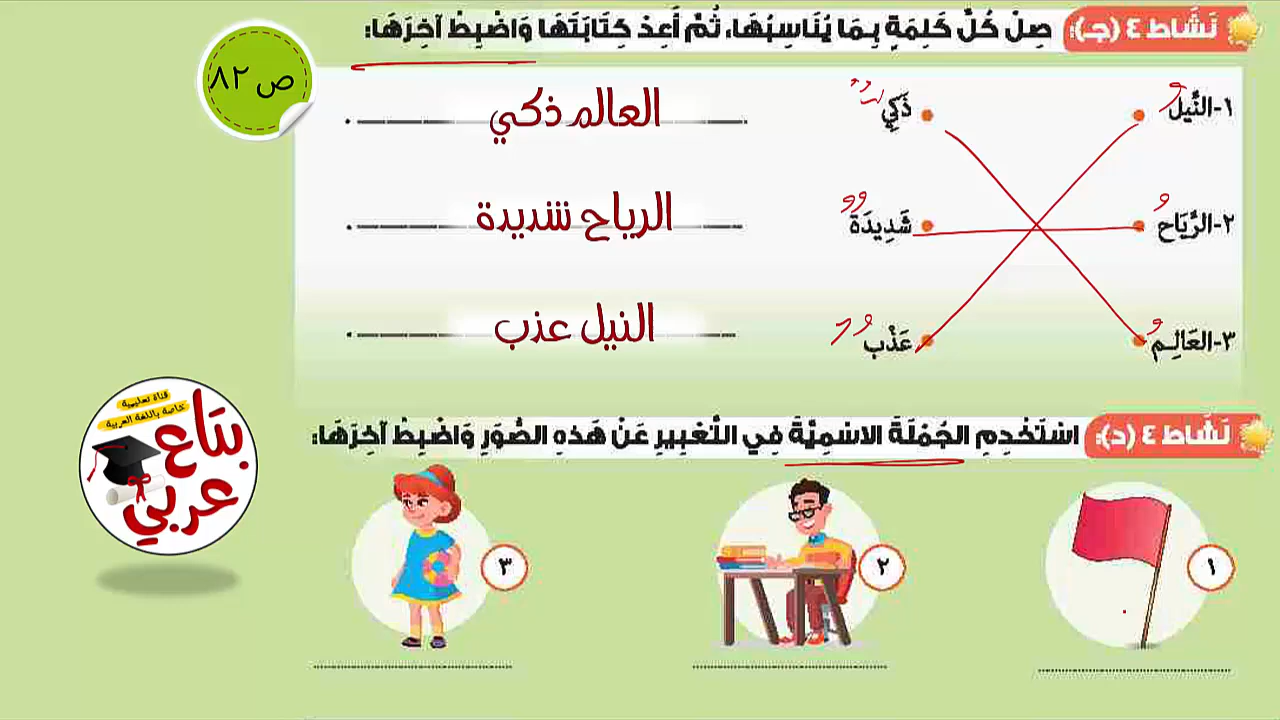 نَشَاط ٤ (جـ): صِلْ كُلَّ كَلِمَةٍ بِمَا يُنَاسِبُهَا، ثُمَّ أَعِدْ كِتَابَتَهَا وَاضْبِطْ آخِرَهَا:
ص ٨٢
١-النِّيل ذَكِي العالم ذكي
٢-الرِّيَاح شَدِيدَة الرياح شديدة
٣-العَالِم عَذْب النيل عذب
نَشَاط ٤ (د): اسْتَخْدِمِ الجُمْلَةَ الاسْمِيَّةَ فِي التَّعْبِيرِ عَنْ هَذِهِ الصُّوَرِ وَاضْبِطْ آخِرَهَا:
١ ٢ ٣
قناة تعليمية
خاصة باللغة العربية
بتاع
عربي